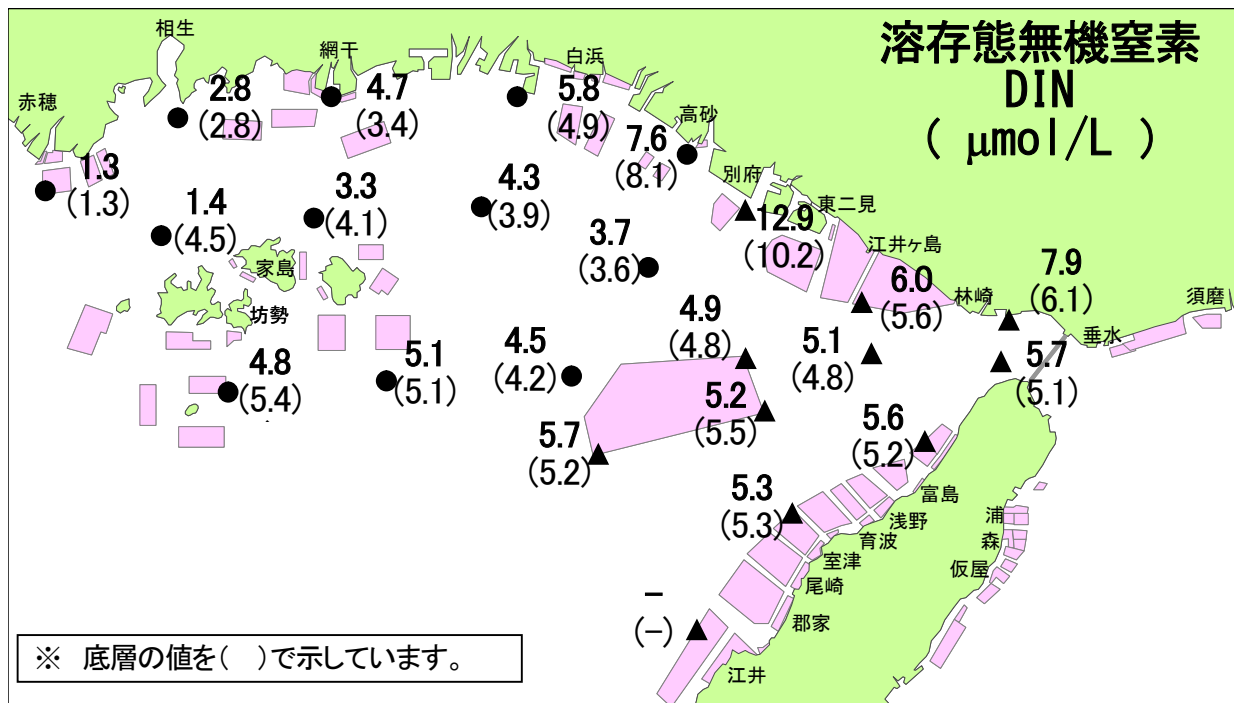 溶存態無機窒素
DIN
( μmol/L )
相生
網干
白浜
赤穂
高砂
別府
東二見
江井ヶ島
林崎
垂水
須磨
家島
坊勢
富島
浅野
育波
室津
尾崎
郡家
江井
浦
森
仮屋
2.8
(2.8)
4.7
(3.4)
5.8
(4.9)
7.6
(8.1)
1.3
(1.3)
1.4
(4.5)
3.3
(4.1)
4.3
(3.9)
3.7
(3.6)
12.9
(10.2)
6.0
(5.6)
7.9
(6.1)
4.9
(4.8)
5.1
(4.8)
5.7
(5.1)
4.8
(5.4)
5.1
(5.1)
4.5
(4.2)
5.2
(5.5)
5.7
(5.2)
5.6
(5.2)
5.3
(5.3)
−
(−)
※ 底層の値を( )で示しています。